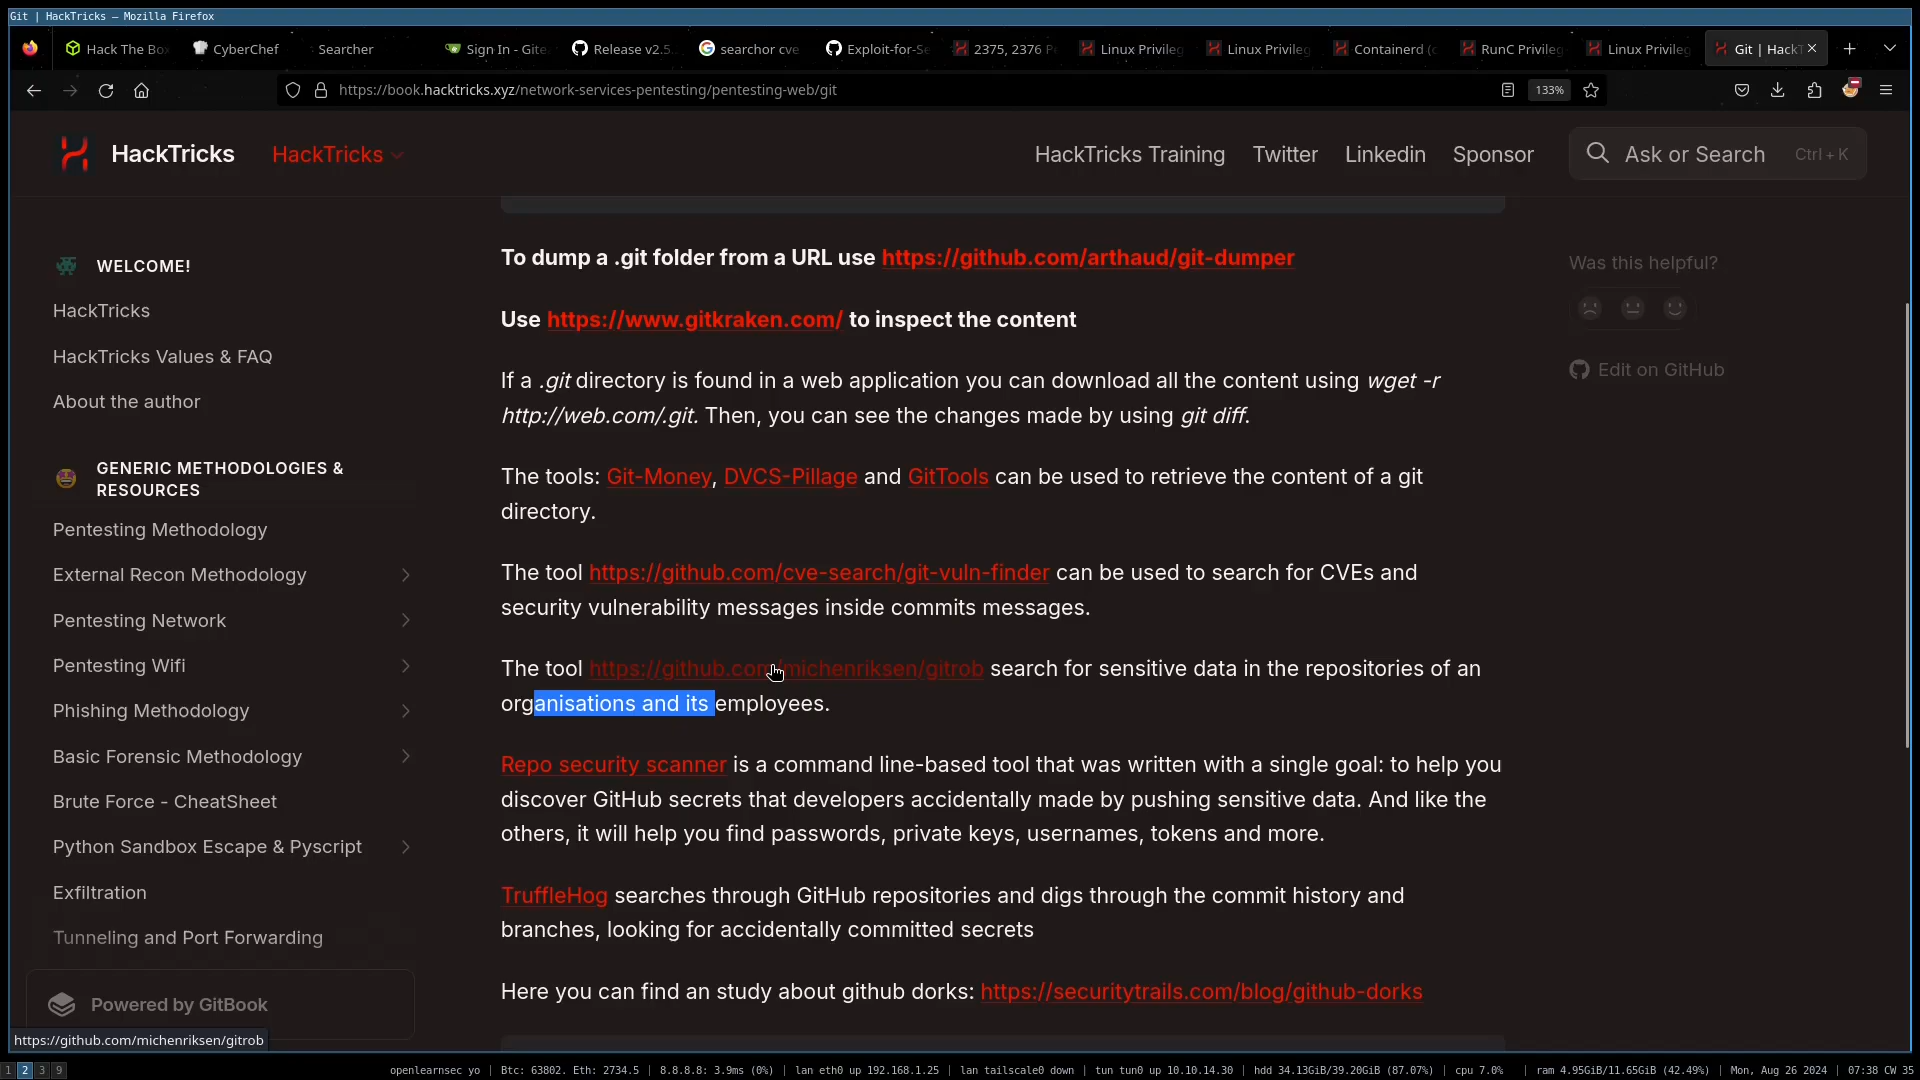 Git | HackTricks — Mozilla Firefox
Hack The Bo
CyberChef
Searcher
Sign In - Gite
Release v2.5.
searchor cve
Exploit-for-Se
2375, 2376 P
Linux Privileg
Linux Privileg
Containerd (c
RunC Privileg
Linux Privileg
Git | HackT
https://book.hacktricks.xyz/network-services-pentesting/pentesting-web/git
133%
HackTricks
HackTricks
HackTricks Training
Twitter
Linkedin
Sponsor
Ask or Search
Ctrl + K
WELCOME!
HackTricks
HackTricks Values & FAQ
About the author
GENERIC METHODOLOGIES &
RESOURCES
Pentesting Methodology
External Recon Methodology
Pentesting Network
Pentesting Wifi
Phishing Methodology
Basic Forensic Methodology
Brute Force - CheatSheet
Python Sandbox Escape & Pyscript
Exfiltration
Tunneling and Port Forwarding
Powered by GitBook
To dump a .git folder from a URL use https://github.com/arthaud/git-dumper
Use https://www.gitkraken.com/ to inspect the content
If a .git directory is found in a web application you can download all the content using wget -r
http://web.com/.git. Then, you can see the changes made by using git diff.
The tools: Git-Money, DVCS-Pillage and GitTools can be used to retrieve the content of a git
directory.
The tool https://github.com/cve-search/git-vuln-finder can be used to search for CVEs and
security vulnerability messages inside commits messages.
The tool https://github.com/michenriksen/gitrob search for sensitive data in the repositories of an
organisations and its employees.
Repo security scanner is a command line-based tool that was written with a single goal: to help you
discover GitHub secrets that developers accidentally made by pushing sensitive data. And like the
others, it will help you find passwords, private keys, usernames, tokens and more.
TruffleHog searches through GitHub repositories and digs through the commit history and
branches, looking for accidentally committed secrets
Here you can find an study about github dorks: https://securitytrails.com/blog/github-dorks
Was this helpful?
Edit on GitHub
https://github.com/michenriksen/gitrob
1 2 3 9
openlearnsec yo | Btc: 63802. Eth: 2734.5 | 8.8.8.8: 3.9ms (0%) | lan eth0 up 192.168.1.25 | lan tailscale0 down | tun tun0 up 10.10.14.30 | hdd 34.13GiB/39.20GiB (87.07%) | cpu 7.0% | ram 4.95GiB/11.65GiB (42.49%) | Mon, Aug 26 2024 | 07:38 CW 35